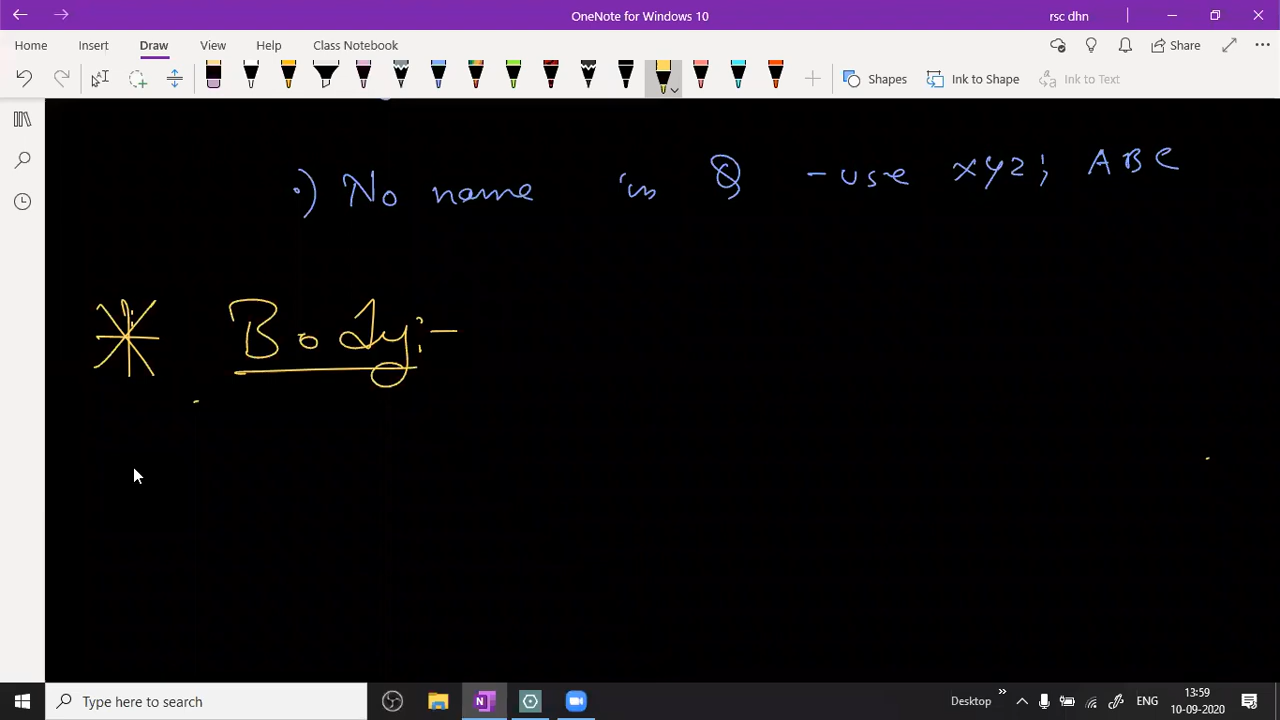 OneNote for Windows 10
rsc dhn
Home Insert Draw View Help Class Notebook
Share
Shapes Ink to Shape Ink to Text
•) No name in Q - use xyz; ABC
Body:-
Type here to search
Desktop
ENG
13:59
10-09-2020